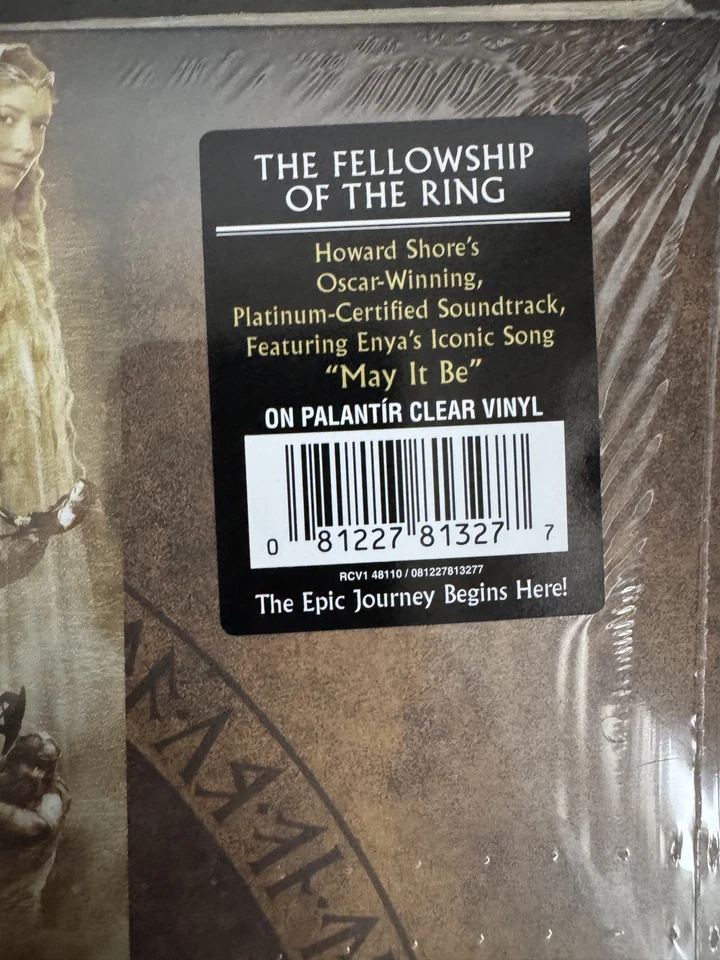 THE FELLOWSHIP
OF THE RING
Howard Shore's
Oscar-Winning,
Platinum-Certified Soundtrack,
Featuring Enya's Iconic Song
"May It Be"
ON PALANTÍR CLEAR VINYL
0 81227 81327 7
RCV1 48110 / 081227813277
The Epic Journey Begins Here!